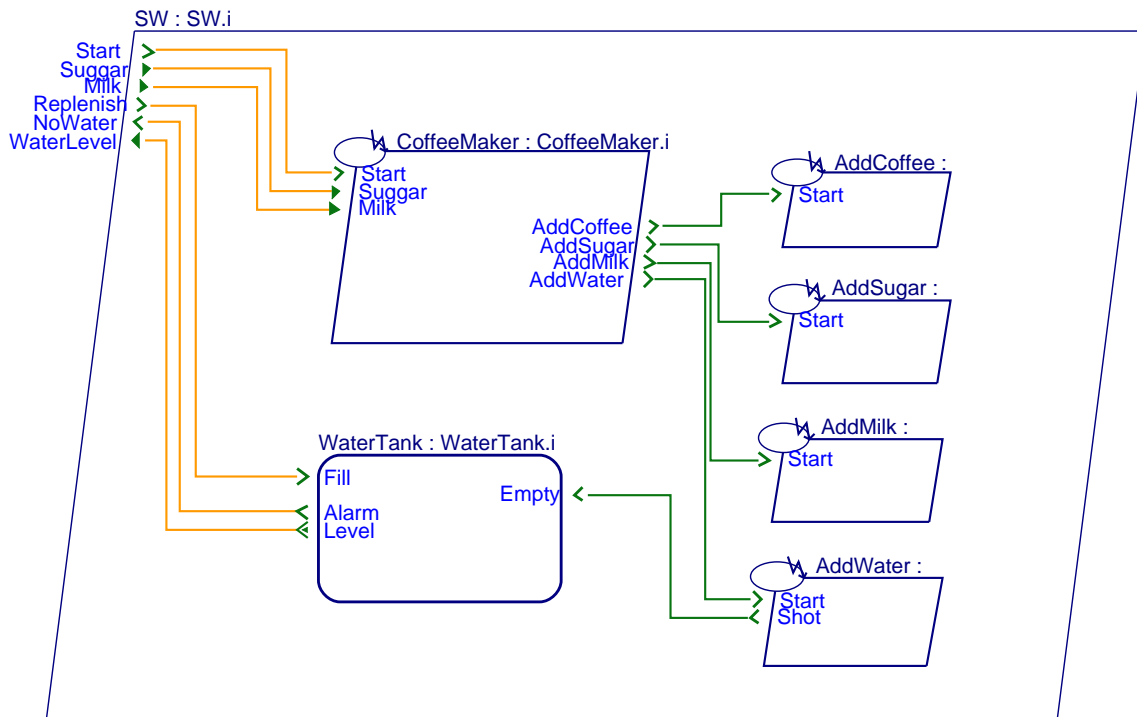 SW : SW.i
Start
Suggar
Milk
Replenish
NoWater
WaterLevel
CoffeeMaker : CoffeeMaker.i
Start
Suggar
Milk
AddCoffee
AddSugar
AddMilk
AddWater
AddCoffee :
Start
AddSugar :
Start
AddMilk :
Start
WaterTank : WaterTank.i
Fill
Alarm
Level
Empty
AddWater :
Start
Shot